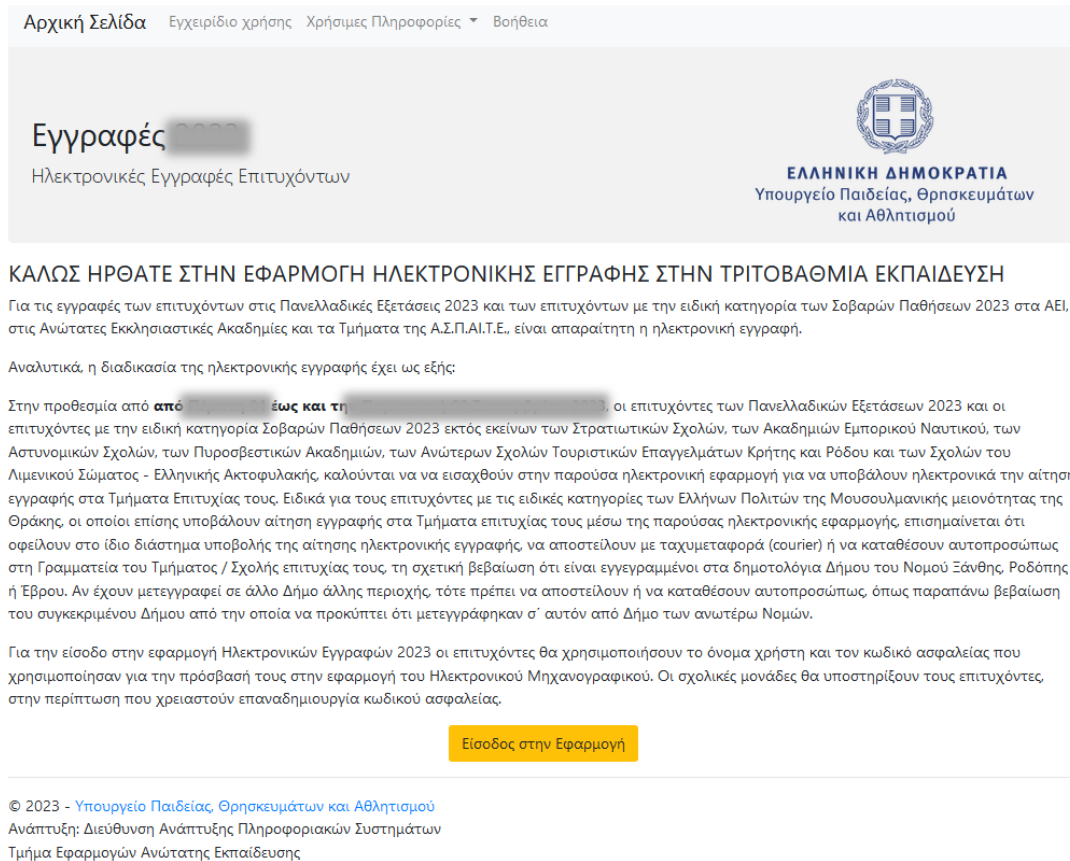 Αρχική Σελίδα Εγχειρίδιο χρήσης Χρήσιμες Πληροφορίες Βοήθεια
Εγγραφές
Ηλεκτρονικές Εγγραφές Επιτυχόντων
ΕΛΛΗΝΙΚΗ ΔΗΜΟΚΡΑΤΙΑ
Υπουργείο Παιδείας, Θρησκευμάτων
και Αθλητισμού
ΚΑΛΩΣ ΗΡΘΑΤΕ ΣΤΗΝ ΕΦΑΡΜΟΓΗ ΗΛΕΚΤΡΟΝΙΚΗΣ ΕΓΓΡΑΦΗΣ ΣΤΗΝ ΤΡΙΤΟΒΑΘΜΙΑ ΕΚΠΑΙΔΕΥΣΗ
Για τις εγγραφές των επιτυχόντων στις Πανελλαδικές Εξετάσεις 2023 και των επιτυχόντων με την ειδική κατηγορία των Σοβαρών Παθήσεων 2023 στα ΑΕΙ,
στις Ανώτατες Εκκλησιαστικές Ακαδημίες και τα Τμήματα της Α.Σ.ΠΑΙ.Τ.Ε., είναι απαραίτητη η ηλεκτρονική εγγραφή.
Αναλυτικά, η διαδικασία της ηλεκτρονικής εγγραφής έχει ως εξής:
Στην προθεσμία από από έως και τη , οι επιτυχόντες των Πανελλαδικών Εξετάσεων 2023 και οι
επιτυχόντες με την ειδική κατηγορία Σοβαρών Παθήσεων 2023 εκτός εκείνων των Στρατιωτικών Σχολών, των Ακαδημιών Εμπορικού Ναυτικού, των
Αστυνομικών Σχολών, των Πυροσβεστικών Ακαδημιών, των Ανώτερων Σχολών Τουριστικών Επαγγελμάτων Κρήτης και Ρόδου και των Σχολών του
Λιμενικού Σώματος - Ελληνικής Ακτοφυλακής, καλούνται να να εισαχθούν στην παρούσα ηλεκτρονική εφαρμογή για να υποβάλουν ηλεκτρονικά την αίτηση
εγγραφής στα Τμήματα Επιτυχίας τους. Ειδικά για τους επιτυχόντες με τις ειδικές κατηγορίες των Ελλήνων Πολιτών της Μουσουλμανικής μειονότητας της
Θράκης, οι οποίοι επίσης υποβάλουν αίτηση εγγραφής στα Τμήματα επιτυχίας τους μέσω της παρούσας ηλεκτρονικής εφαρμογής, επισημαίνεται ότι
οφείλουν στο ίδιο διάστημα υποβολής της αίτησης ηλεκτρονικής εγγραφής, να αποστείλουν με ταχυμεταφορά (courier) ή να καταθέσουν αυτοπροσώπως
στη Γραμματεία του Τμήματος / Σχολής επιτυχίας τους, τη σχετική βεβαίωση ότι είναι εγγεγραμμένοι στα δημοτολόγια Δήμου του Νομού Ξάνθης, Ροδόπης
ή Έβρου. Αν έχουν μετεγγραφεί σε άλλο Δήμο άλλης περιοχής, τότε πρέπει να αποστείλουν ή να καταθέσουν αυτοπροσώπως, όπως παραπάνω βεβαίωση
του συγκεκριμένου Δήμου από την οποία να προκύπτει ότι μετεγγράφηκαν σ΄ αυτόν από Δήμο των ανωτέρω Νομών.
Για την είσοδο στην εφαρμογή Ηλεκτρονικών Εγγραφών 2023 οι επιτυχόντες θα χρησιμοποιήσουν το όνομα χρήστη και τον κωδικό ασφαλείας που
χρησιμοποίησαν για την πρόσβασή τους στην εφαρμογή του Ηλεκτρονικού Μηχανογραφικού. Οι σχολικές μονάδες θα υποστηρίξουν τους επιτυχόντες,
στην περίπτωση που χρειαστούν επαναδημιουργία κωδικού ασφαλείας.
Είσοδος στην Εφαρμογή
© 2023 - Υπουργείο Παιδείας, Θρησκευμάτων και Αθλητισμού
Ανάπτυξη: Διεύθυνση Ανάπτυξης Πληροφοριακών Συστημάτων
Τμήμα Εφαρμογών Ανώτατης Εκπαίδευσης